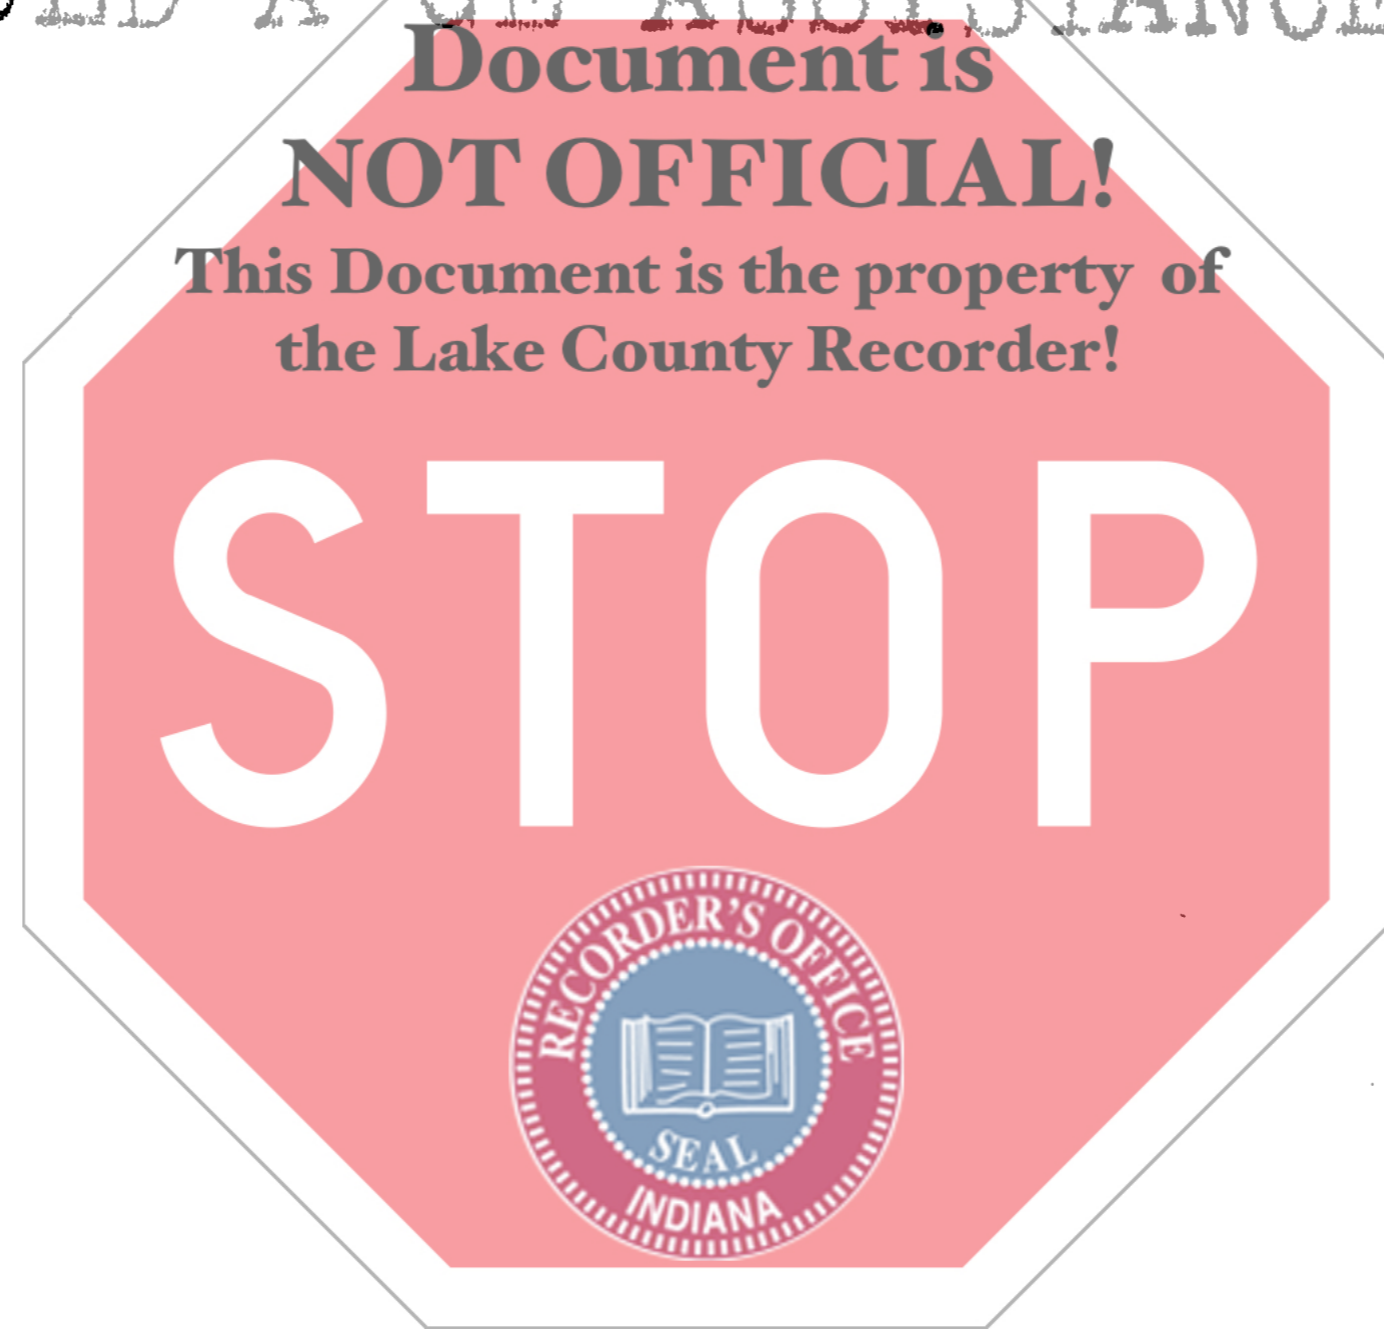 Document is
NOT OFFICIAL!
This Document is the property of
the Lake County Recorder!
STOP
RECORDER'S OFFICE
SEAL
INDIANA